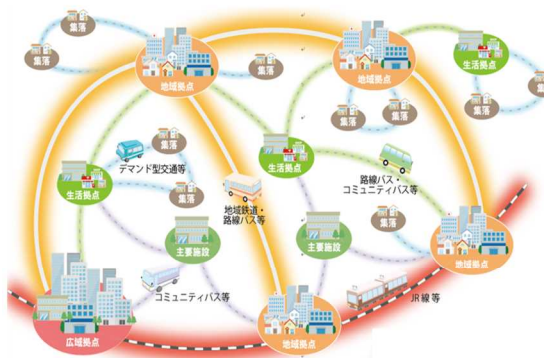 集落
集落
集落
地域拠点
集落
地域拠点
集落
集落
生活拠点
集落
集落
集落
デマンド型交通等
集落
生活拠点
生活拠点
路線バス・
コミュニティバス等
地域鉄道・
路線バス等
主要施設
主要施設
集落
地域拠点
コミュニティバス等
JR線等
広域拠点
地域拠点